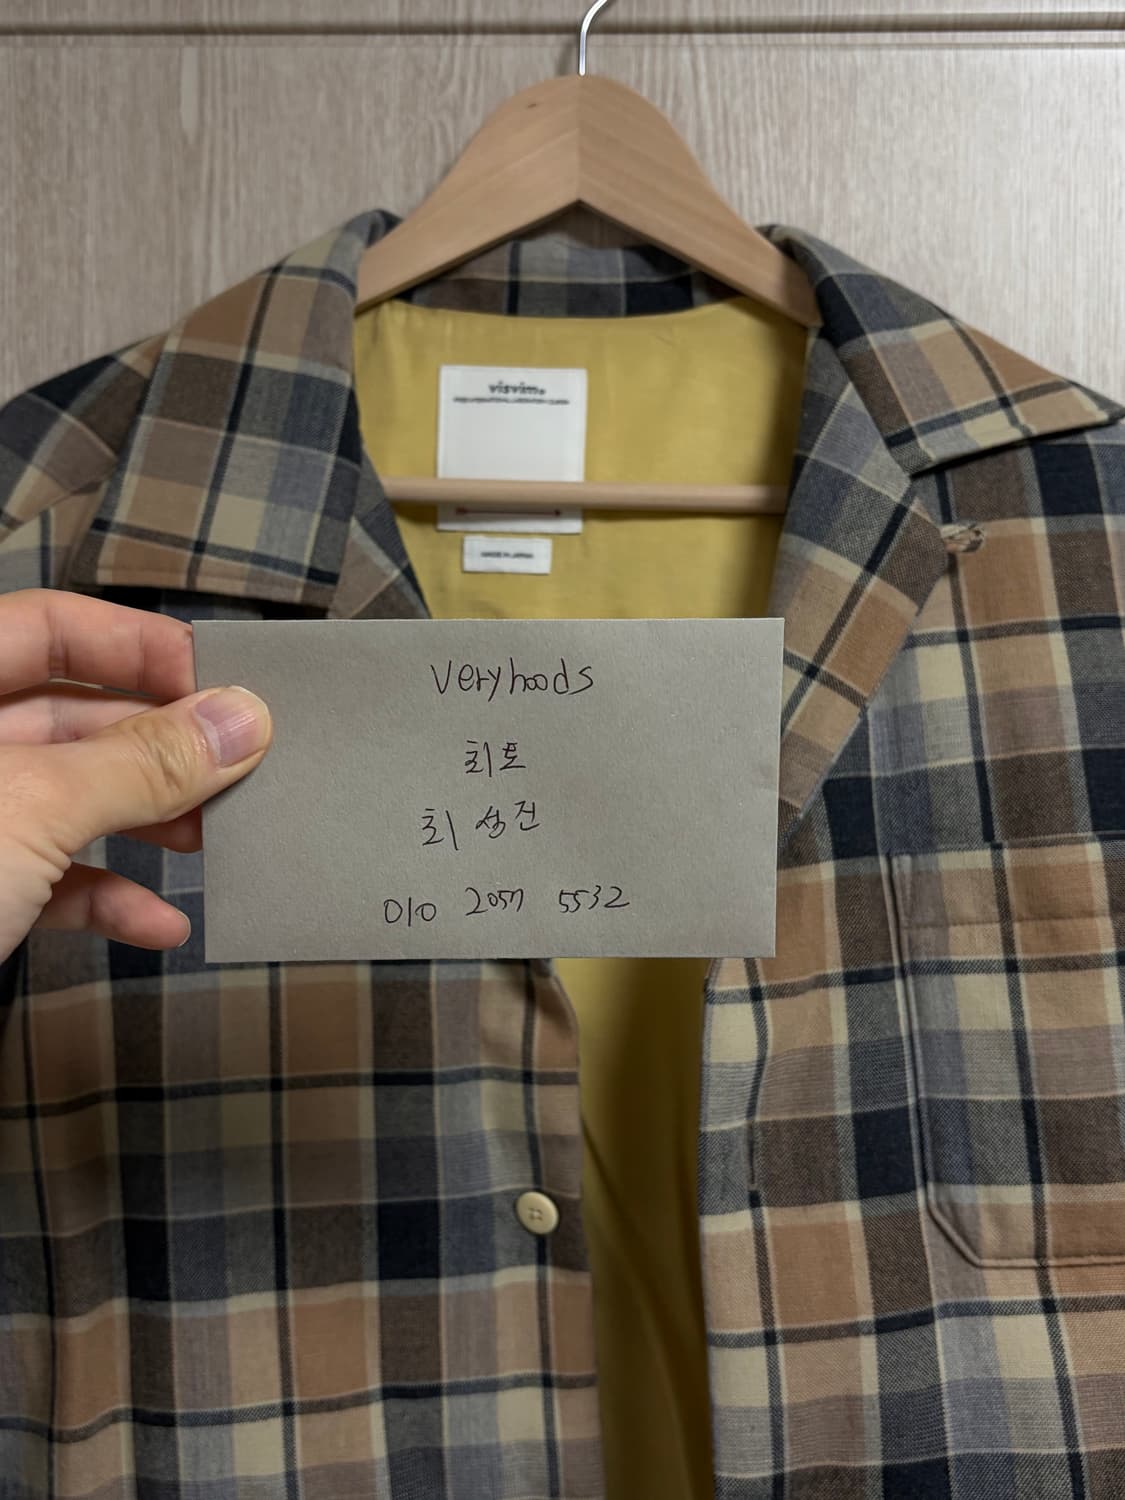 visvim®
MADE IN JAPAN
veryhoods
최토
최성진
010 2057 5532